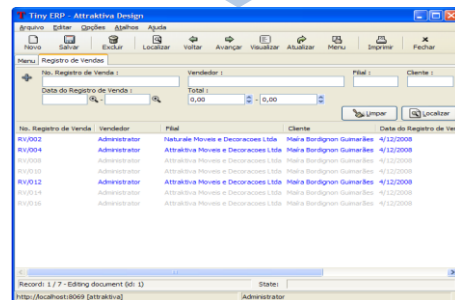 Tiny ERP - Attraktiva Design
Arquivo Editar Opções Atalhos Ajuda
Novo Salvar Excluir Localizar Voltar Avançar Visualizar Atualizar Menu Imprimir Fechar
Menu Registro de Vendas
No. Registro de Venda : Vendedor : Filial : Cliente :
Data do Registro de Venda : Total :
- 0,00 - 0,00
Limpar Localizar
No. Registro de Venda Vendedor Filial Cliente Data do Registro de Ve
RV/002 Administrator Naturale Moveis e Decoracoes Ltda Maíra Bordignon Guimarães 4/12/2008
RV/004 Administrator Attraktiva Moveis e Decoracoes Ltda Maíra Bordignon Guimarães 4/12/2008
RV/008 Administrator Attraktiva Moveis e Decoracoes Ltda Maíra Bordignon Guimarães 4/12/2008
RV/010 Administrator Attraktiva Moveis e Decoracoes Ltda Maíra Bordignon Guimarães 4/12/2008
RV/012 Administrator Attraktiva Moveis e Decoracoes Ltda Maíra Bordignon Guimarães 4/12/2008
RV/014 Administrator Attraktiva Moveis e Decoracoes Ltda Maíra Bordignon Guimarães 4/12/2008
RV/016 Administrator Attraktiva Moveis e Decoracoes Ltda Maíra Bordignon Guimarães 4/12/2008
Record: 1 / 7 - Editing document (id: 1) State:
http://localhost:8069 [attraktiva] Administrator